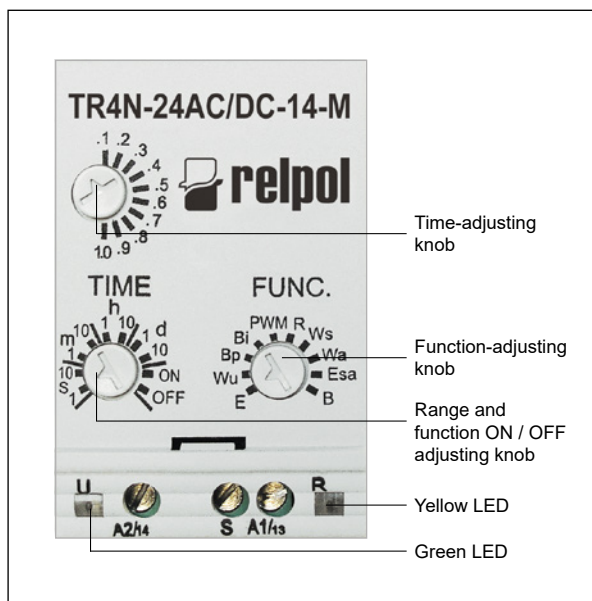 TR4N-24AC/DC-14-M
.1 .2 .3 .4 .5 .6 .7 .8 .9 1.0
relpol
Time-adjusting
knob
TIME
FUNC.
1 S 10 1 m 10 1 h 10 1 d 10 ON OFF
E Wu Bp Bi PWM R Ws Wa Esa B
Function-adjusting
knob
Range and
function ON / OFF
adjusting knob
U
R
A2/14
S
A1/13
Yellow LED
Green LED